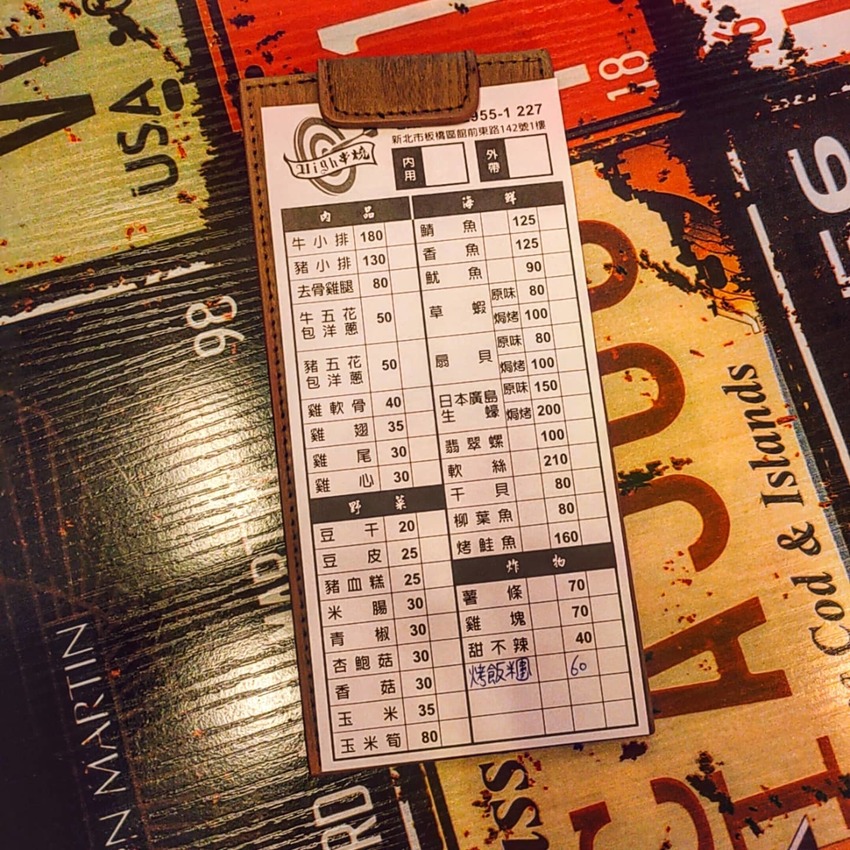 USA
18
16
98
955-1 227
新北市板橋區館前東路142號1樓
High串燒
內用
外帶
肉品
牛小排 180
豬小排 130
去骨雞腿 80
牛五花包洋蔥 50
豬五花包洋蔥 50
雞軟骨 40
雞翅 35
雞尾 30
雞心 30
野菜
豆干 20
豆皮 25
豬血糕 25
米腸 30
青椒 30
杏鮑菇 30
香菇 30
玉米 35
玉米筍 80
海鮮
鯖魚 125
香魚 125
魷魚 90
草蝦 原味 80
焗烤 100
扇貝 原味 80
焗烤 100
日本廣島生蠔 原味 150
焗烤 200
翡翠螺 100
軟絲 210
干貝 80
柳葉魚 80
烤鮭魚 160
炸物
薯條 70
雞塊 70
甜不辣 40
烤飯糰 60
Cod & Islands
N MARTIN
RD
56